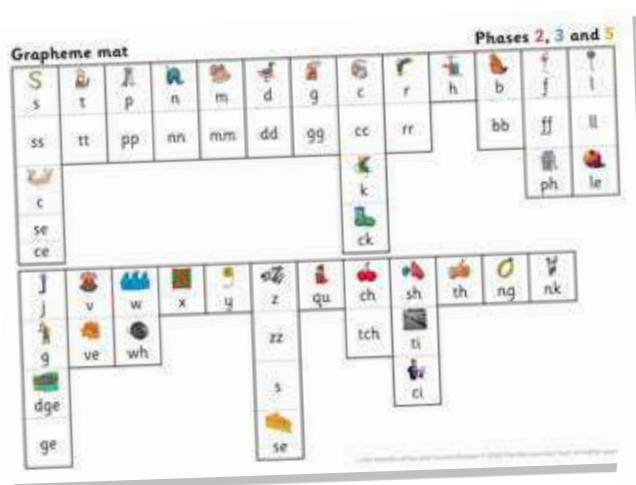 Grapheme mat
Phases 2, 3 and 5
s t p n m d g c r h b f l
ss tt pp nn mm dd gg cc rr bb ff ll
c k ph le
se ck
ce
j v w x y z qu ch sh th ng nk
g ve wh zz tch ti
dge s ci
ge se